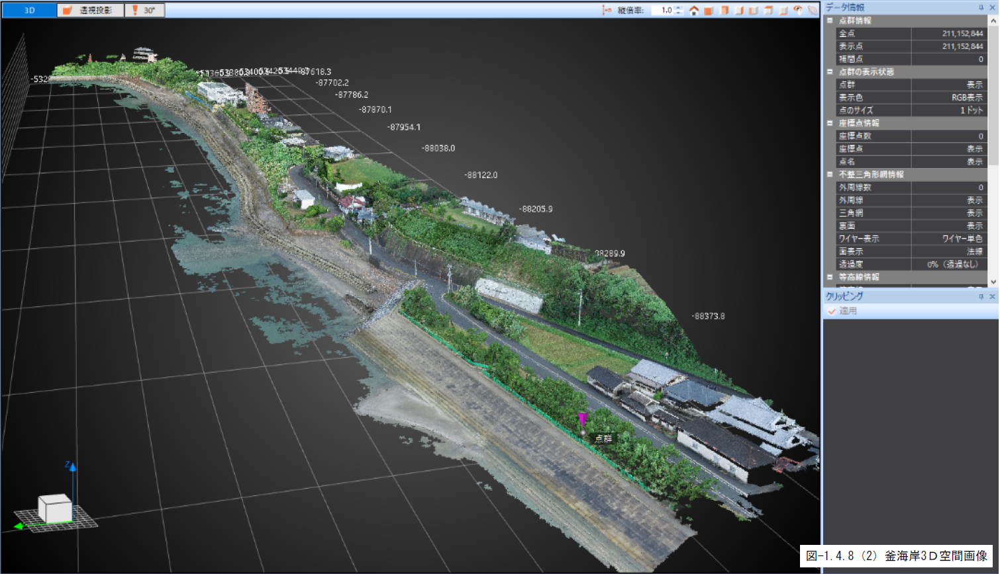 3D 透視投影 30° 縦倍率: 1.0
データ情報
点群情報
全点 211,152,844
表示点 211,152,844
補間点 0
点群の表示状態
点群 表示
表示色 RGB表示
点のサイズ 1 ドット
座標点情報
座標点数 0
座標点 表示
点名 表示
不整三角形網情報
外周線数 0
外周線 表示
三角網 表示
裏面 表示
ワイヤー表示 ワイヤー単色
面表示 法線
透過度 0% (透過なし)
等高線情報
クリッピング
適用
-87618.3
-87702.2
-87786.2
-87870.1
-87954.1
-88038.0
-88122.0
-88205.9
-88373.8
点群
Z
図-1.4.8 (2) 釜海岸3D空間画像